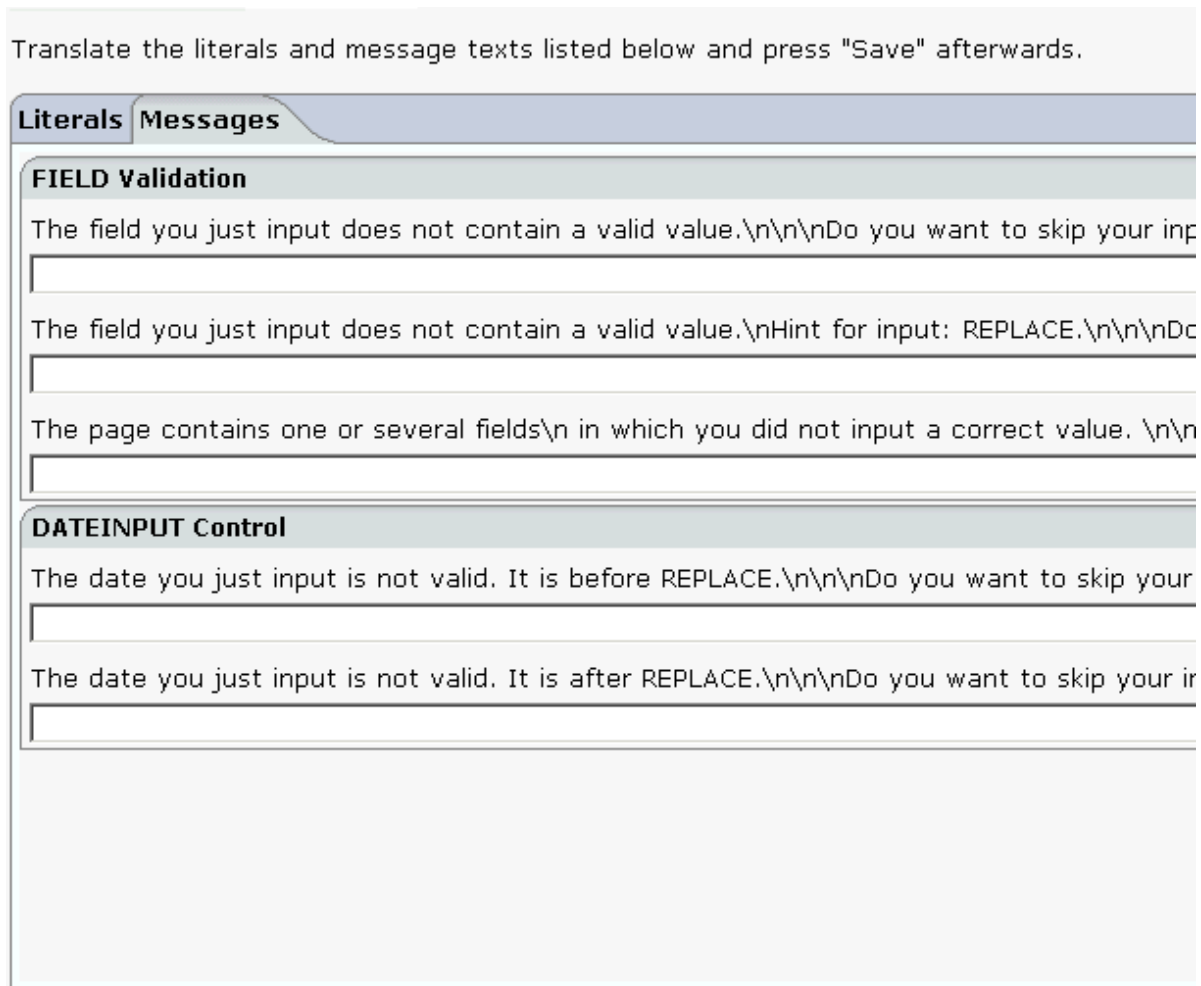 Translate the literals and message texts listed below and press "Save" afterwards.
Literals Messages
FIELD Validation
The field you just input does not contain a valid value.\n\n\nDo you want to skip your inp
The field you just input does not contain a valid value.\nHint for input: REPLACE.\n\n\nDo
The page contains one or several fields\n in which you did not input a correct value. \n\n
DATEINPUT Control
The date you just input is not valid. It is before REPLACE.\n\n\nDo you want to skip your
The date you just input is not valid. It is after REPLACE.\n\n\nDo you want to skip your in